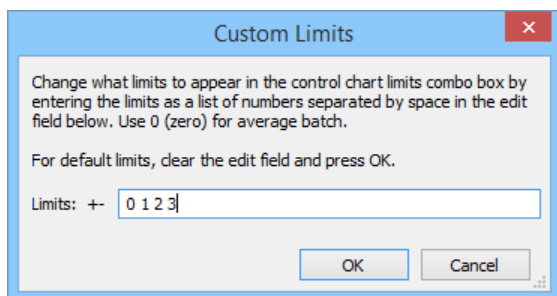 Custom Limits
Change what limits to appear in the control chart limits combo box by
entering the limits as a list of numbers separated by space in the edit
field below. Use 0 (zero) for average batch.
For default limits, clear the edit field and press OK.
Limits: +- 0 1 2 3
OK Cancel